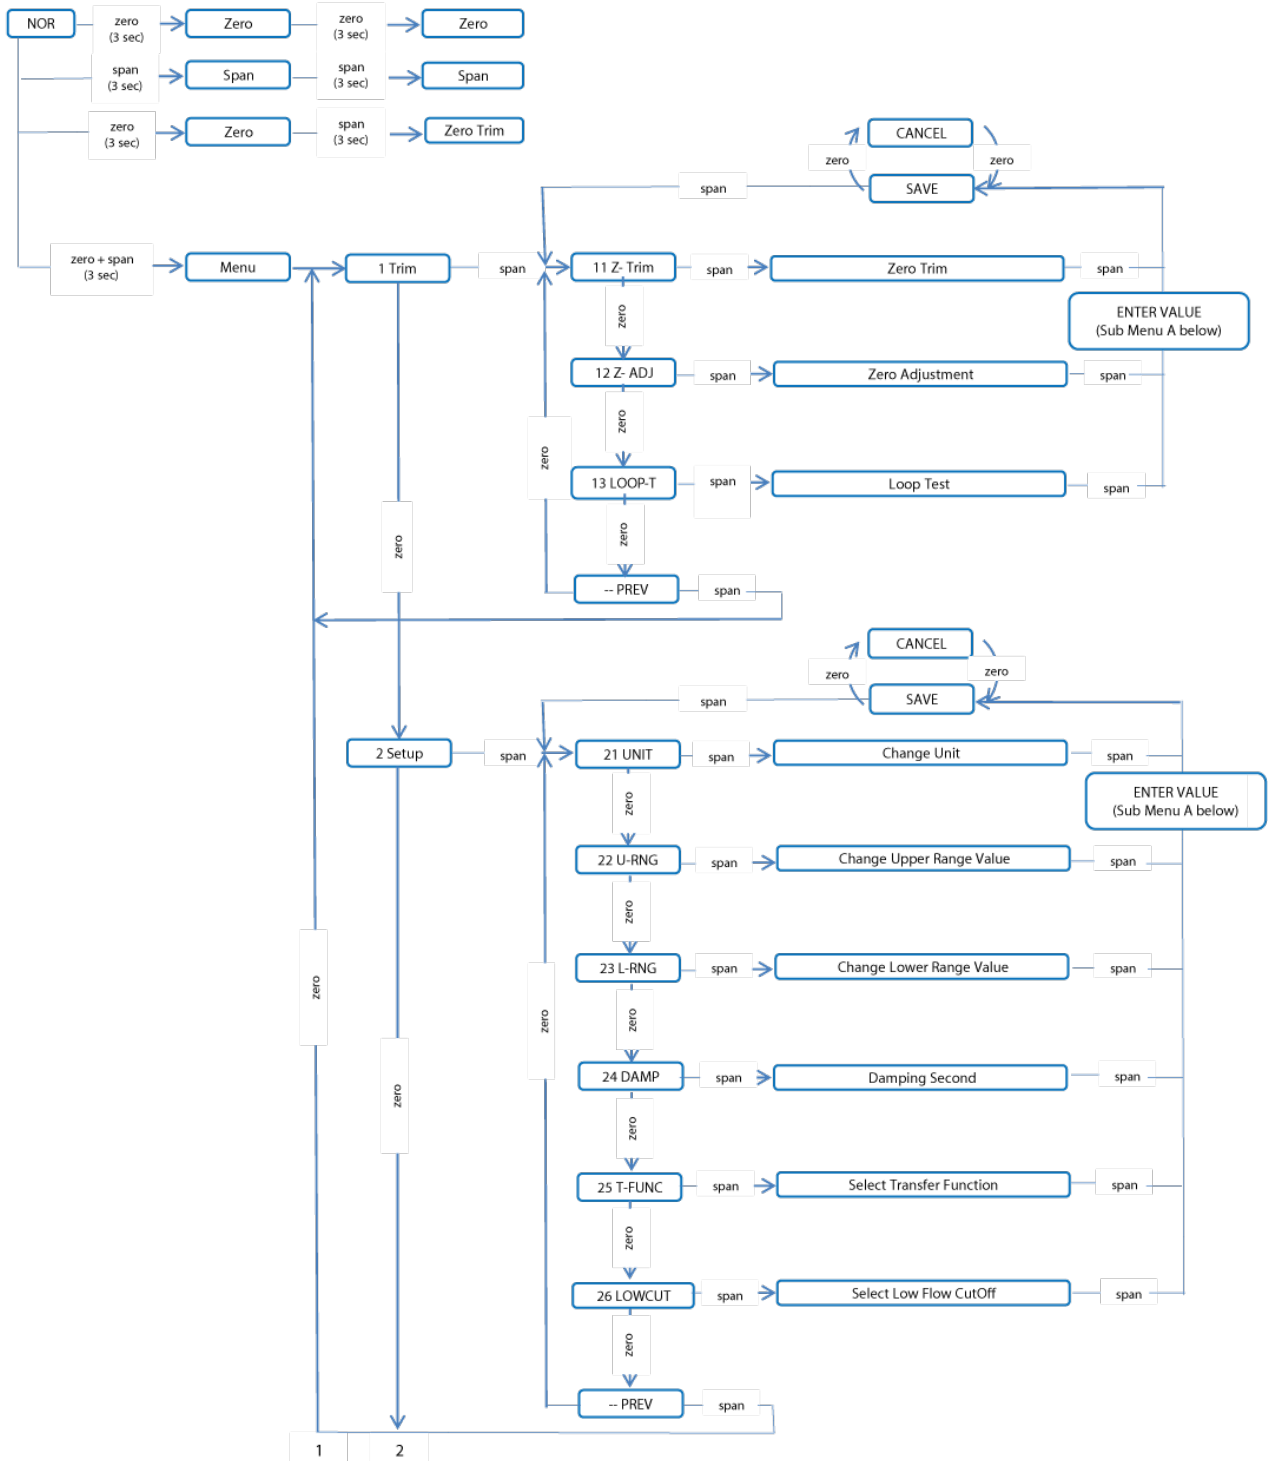 NOR
zero
(3 sec)
Zero
zero
(3 sec)
Zero
span
(3 sec)
Span
span
(3 sec)
Span
zero
(3 sec)
Zero
span
(3 sec)
Zero Trim
CANCEL
zero
zero
span
SAVE
zero + span
(3 sec)
Menu
1 Trim
span
11 Z- Trim
span
Zero Trim
span
zero
ENTER VALUE
(Sub Menu A below)
12 Z- ADJ
span
Zero Adjustment
span
zero
zero
13 LOOP-T
span
Loop Test
span
zero
zero
-- PREV
span
CANCEL
zero
zero
span
SAVE
2 Setup
span
21 UNIT
span
Change Unit
span
zero
ENTER VALUE
(Sub Menu A below)
22 U-RNG
span
Change Upper Range Value
span
zero
23 L-RNG
span
Change Lower Range Value
span
zero
zero
zero
24 DAMP
span
Damping Second
span
zero
zero
25 T-FUNC
span
Select Transfer Function
span
zero
26 LOWCUT
span
Select Low Flow CutOff
span
zero
-- PREV
span
1
2